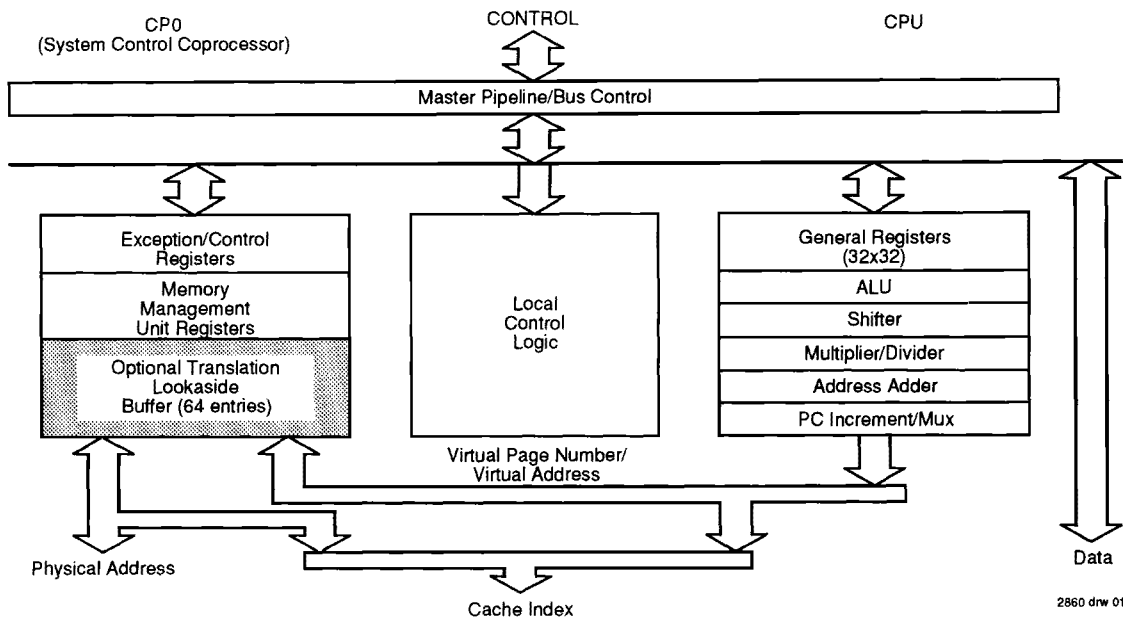 CP0
(System Control Coprocessor)
CONTROL
CPU
Master Pipeline/Bus Control
Exception/Control
Registers
Memory
Management
Unit Registers
Optional Translation
Lookaside
Buffer (64 entries)
Local
Control
Logic
General Registers
(32x32)
ALU
Shifter
Multiplier/Divider
Address Adder
PC Increment/Mux
Virtual Page Number/
Virtual Address
Physical Address
Cache Index
Data
2860 drw 01